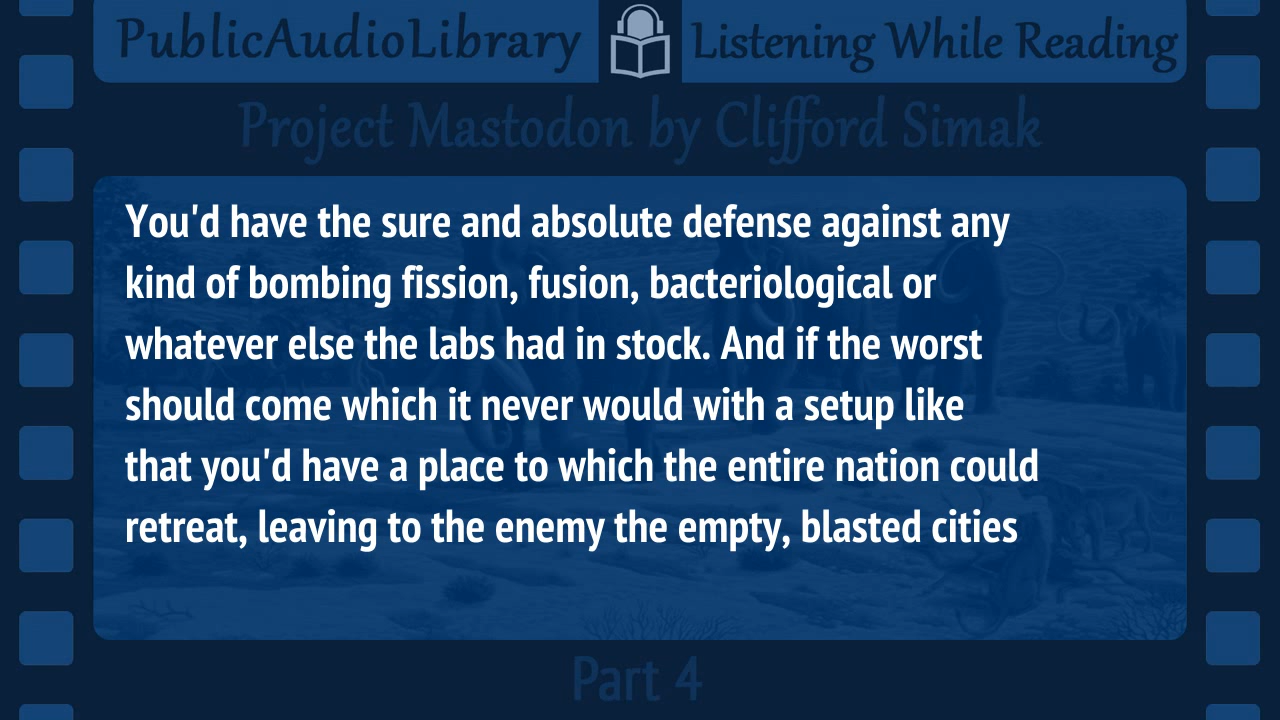 PublicAudioLibrary Listening While Reading
Project Mastodon by Clifford Simak
You'd have the sure and absolute defense against any
kind of bombing fission, fusion, bacteriological or
whatever else the labs had in stock. And if the worst
should come which it never would with a setup like
that you'd have a place to which the entire nation could
retreat, leaving to the enemy the empty, blasted cities
Part 4